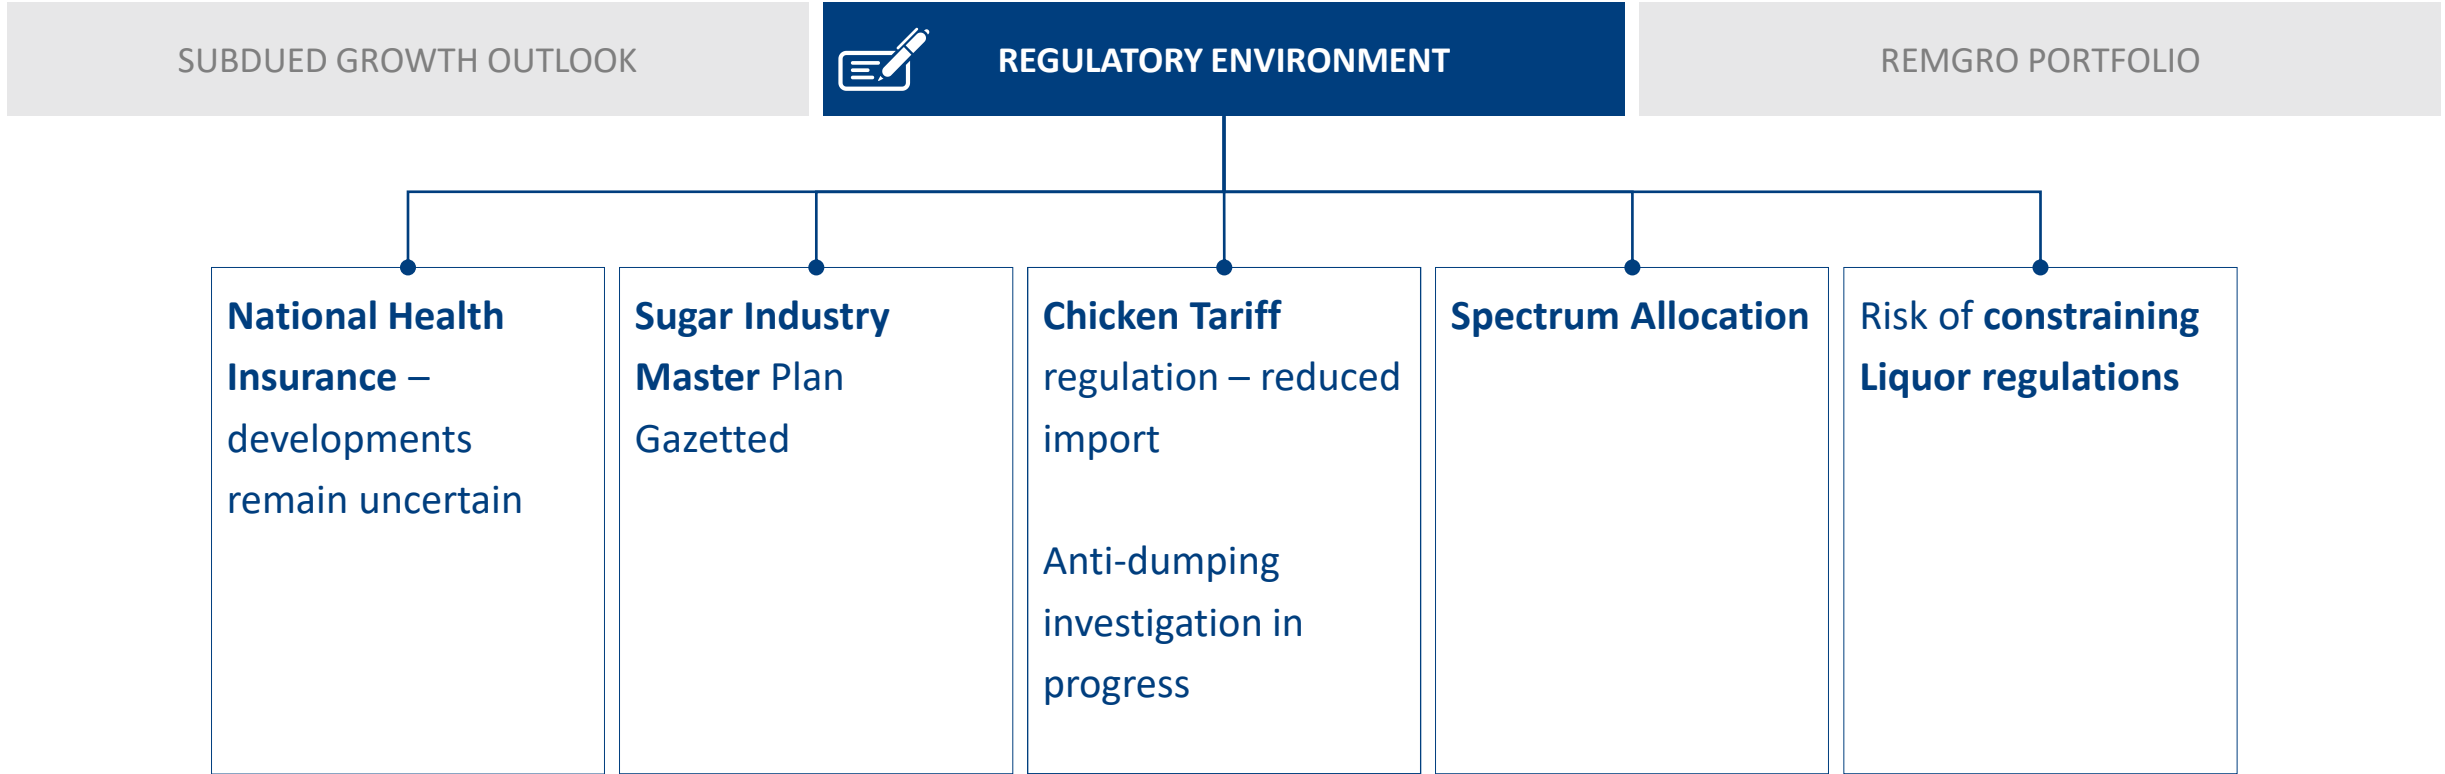 SUBDUED GROWTH OUTLOOK
REGULATORY ENVIRONMENT
REMGRO PORTFOLIO
National Health
Insurance –
developments
remain uncertain
Sugar Industry
Master Plan
Gazetted
Chicken Tariff
regulation – reduced
import
Anti-dumping
investigation in
progress
Spectrum Allocation
Risk of constraining
Liquor regulations